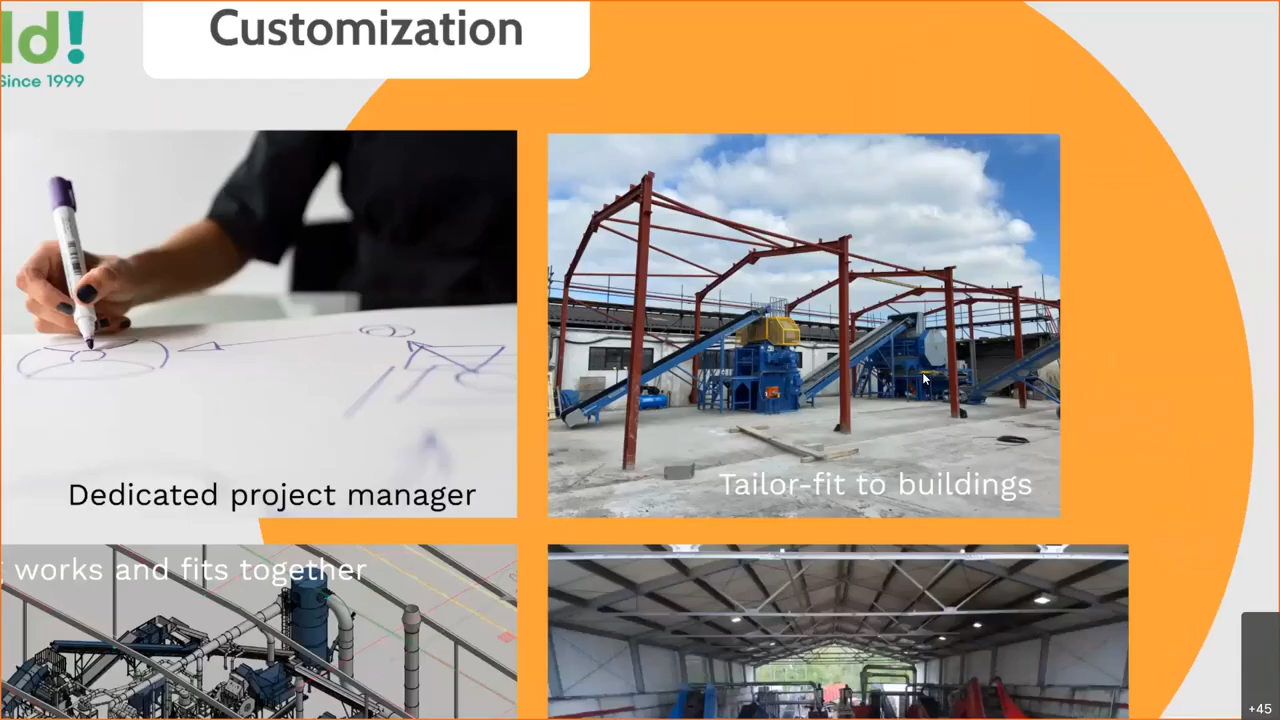 Customization
ld!
Since 1999
Dedicated project manager
Tailor-fit to buildings
works and fits together
+45